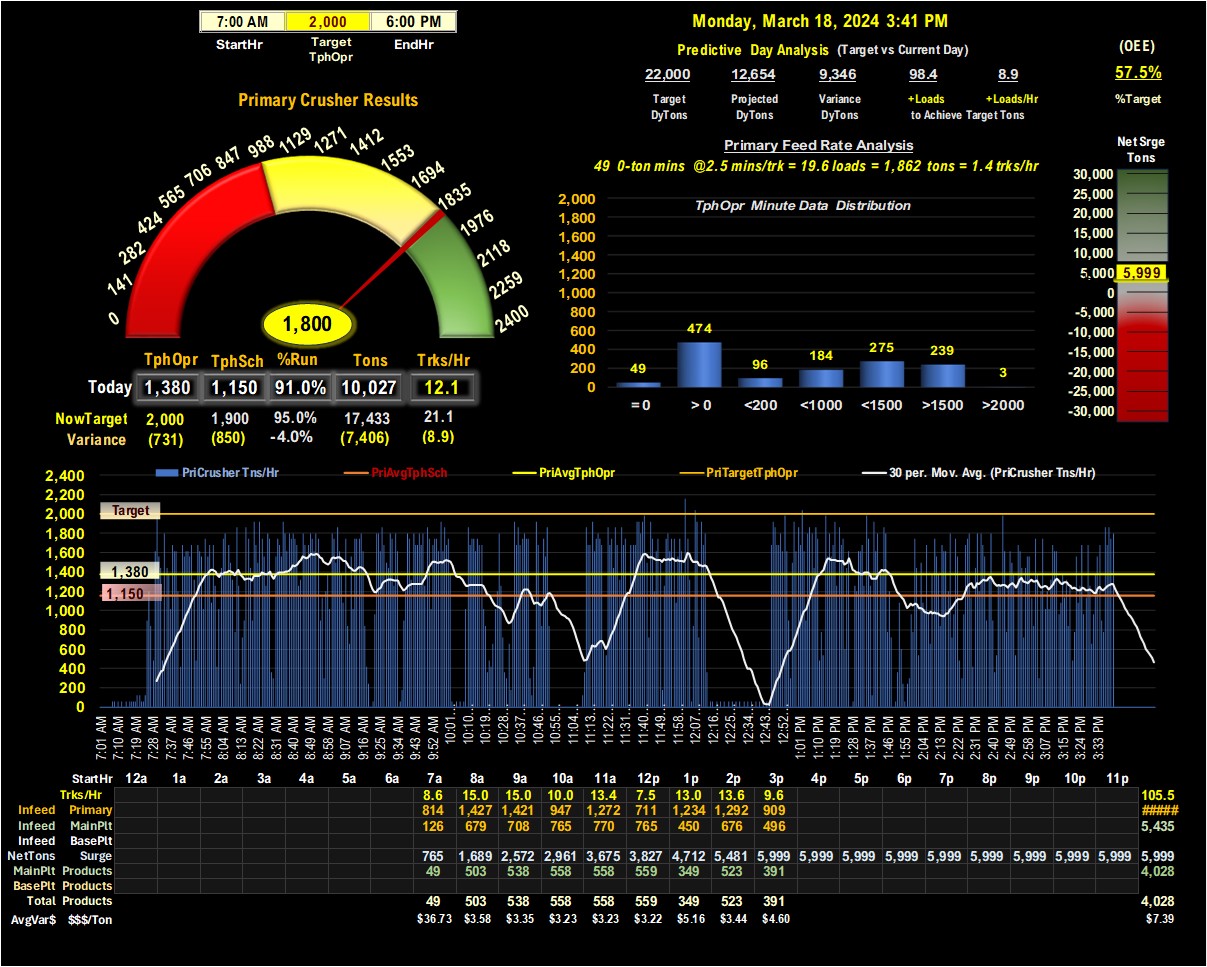 7:00 AM 2,000 6:00 PM
StartHr Target TphOpr EndHr
Monday, March 18, 2024 3:41 PM
Predictive Day Analysis (Target vs Current Day)
(OEE)
22,000 12,654 9,346 98.4 8.9
57.5%
Target DyTons Projected DyTons Variance DyTons +Loads +Loads/Hr to Achieve Target Tons
%Target
Primary Crusher Results
0 141 282 424 565 706 847 988 1129 1271 1412 1553 1694 1835 1976 2118 2259 2400
1,800
TphOpr TphSch %Run Tons Trks/Hr
Today 1,380 1,150 91.0% 10,027 12.1
NowTarget 2,000 1,900 95.0% 17,433 21.1
Variance (731) (850) -4.0% (7,406) (8.9)
Primary Feed Rate Analysis
49 0-ton mins @2.5 mins/trk = 19.6 loads = 1,862 tons = 1.4 trks/hr
TphOpr Minute Data Distribution
2,000
1,800
1,600
1,400
1,200
1,000
800
600
400
200
0
49 474 96 184 275 239 3
=0 >0 <200 <1000 <1500 >1500 >2000
Net Srge
Tons
30,000
25,000
20,000
15,000
10,000
5,000 5,999
0
-5,000
-10,000
-15,000
-20,000
-25,000
-30,000
PriCrusher Tns/Hr PriAvgTphSch PriAvgTphOpr PriTargetTphOpr 30 per. Mov. Avg. (PriCrusher Tns/Hr)
2,400
2,200
2,000
1,800
1,600
1,400
1,200
1,000
800
600
400
200
0
Target
1,380
1,150
7:01 AM 7:10 AM 7:19 AM 7:28 AM 7:37 AM 7:46 AM 7:55 AM 8:04 AM 8:13 AM 8:22 AM 8:31 AM 8:40 AM 8:49 AM 8:58 AM 9:07 AM 9:16 AM 9:25 AM 9:34 AM 9:43 AM 9:52 AM 10:01… 10:10… 10:19… 10:28… 10:37… 10:46… 10:55… 11:04… 11:13… 11:22… 11:31… 11:40… 11:49… 11:58… 12:07… 12:16… 12:25… 12:34… 12:43… 12:52… 1:01 PM 1:10 PM 1:19 PM 1:28 PM 1:37 PM 1:46 PM 1:55 PM 2:04 PM 2:13 PM 2:22 PM 2:31 PM 2:40 PM 2:49 PM 2:58 PM 3:07 PM 3:15 PM 3:24 PM 3:33 PM
StartHr 12a 1a 2a 3a 4a 5a 6a 7a 8a 9a 10a 11a 12p 1p 2p 3p 4p 5p 6p 7p 8p 9p 10p 11p
Trks/Hr 8.6 15.0 15.0 10.0 13.4 7.5 13.0 13.6 9.6 105.5
Infeed Primary 814 1,427 1,421 947 1,272 711 1,234 1,292 909 #####
Infeed MainPlt 126 679 708 765 770 765 450 676 496 5,435
Infeed BasePlt
NetTons Surge 765 1,689 2,572 2,961 3,675 3,827 4,712 5,481 5,999 5,999 5,999 5,999 5,999 5,999 5,999 5,999 5,999 5,999
MainPlt Products 49 503 538 558 558 559 349 523 391 4,028
BasePlt Products
Total Products 49 503 538 558 558 559 349 523 391 4,028
AvgVar$ $$$/Ton $36.73 $3.58 $3.35 $3.23 $3.23 $3.22 $5.16 $3.44 $4.60 $7.39